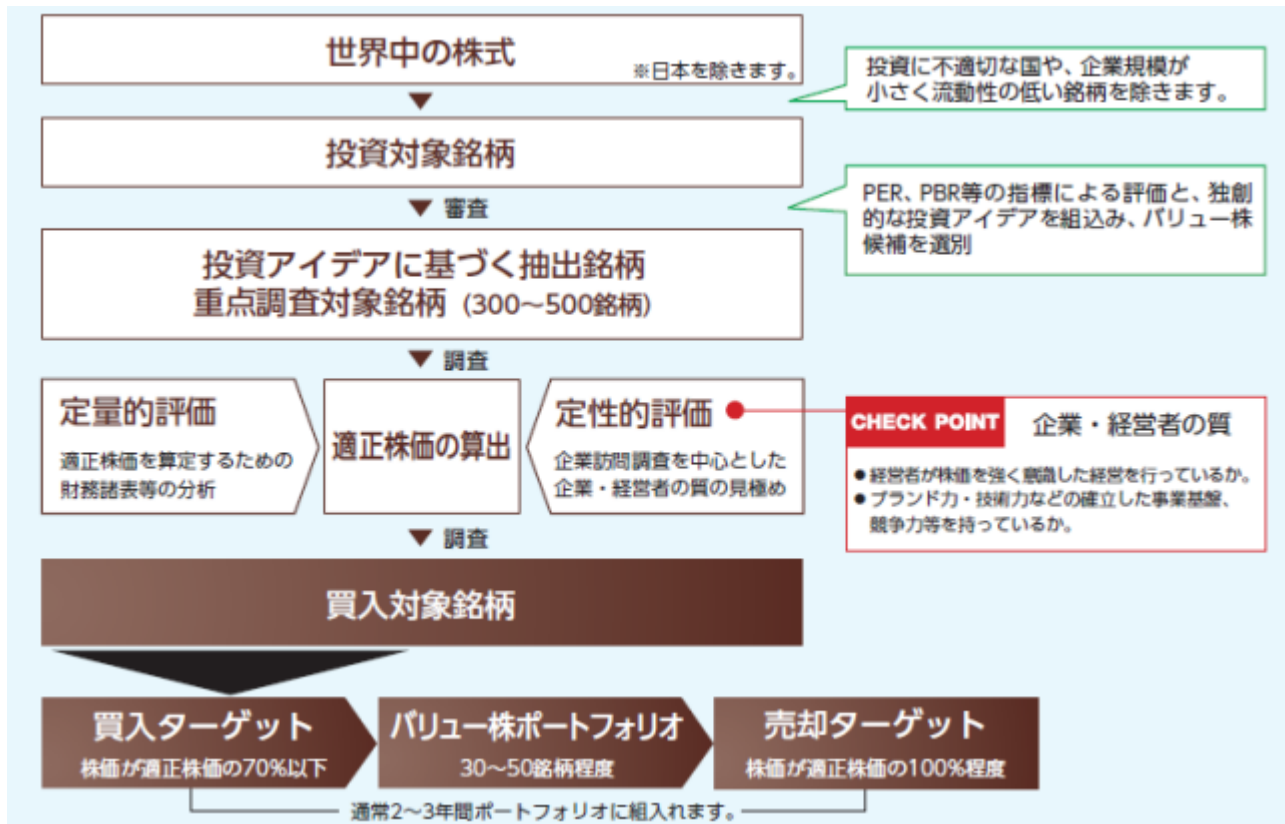 世界中の株式
※日本を除きます。
投資に不適切な国や、企業規模が
小さく流動性の低い銘柄を除きます。
投資対象銘柄
▼ 審査
PER、PBR等の指標による評価と、独創
的な投資アイデアを組込み、バリュー株
候補を選別
投資アイデアに基づく抽出銘柄
重点調査対象銘柄 (300〜500銘柄)
▼ 調査
定量的評価
適正株価を算定するための
財務諸表等の分析
適正株価の算出
定性的評価
企業訪問調査を中心とした
企業・経営者の質の見極め
CHECK POINT 企業・経営者の質
● 経営者が株価を強く意識した経営を行っているか。
● ブランド力・技術力などの確立した事業基盤、
競争力等を持っているか。
▼ 調査
買入対象銘柄
買入ターゲット
株価が適正株価の70%以下
バリュー株ポートフォリオ
30〜50銘柄程度
売却ターゲット
株価が適正株価の100%程度
通常2〜3年間ポートフォリオに組入れます。